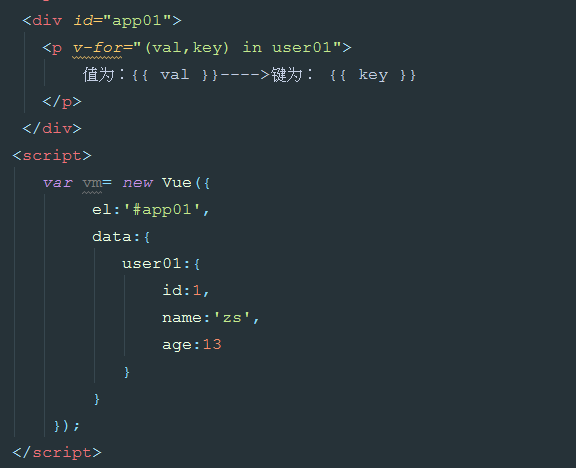 <div id="app01">
<p v-for="(val,key) in user01">
值为：{{ val }}---->键为： {{ key }}
</p>
</div>
<script>
var vm= new Vue({
el:'#app01',
data:{
user01:{
id:1,
name:'zs',
age:13
}
}
});
</script>